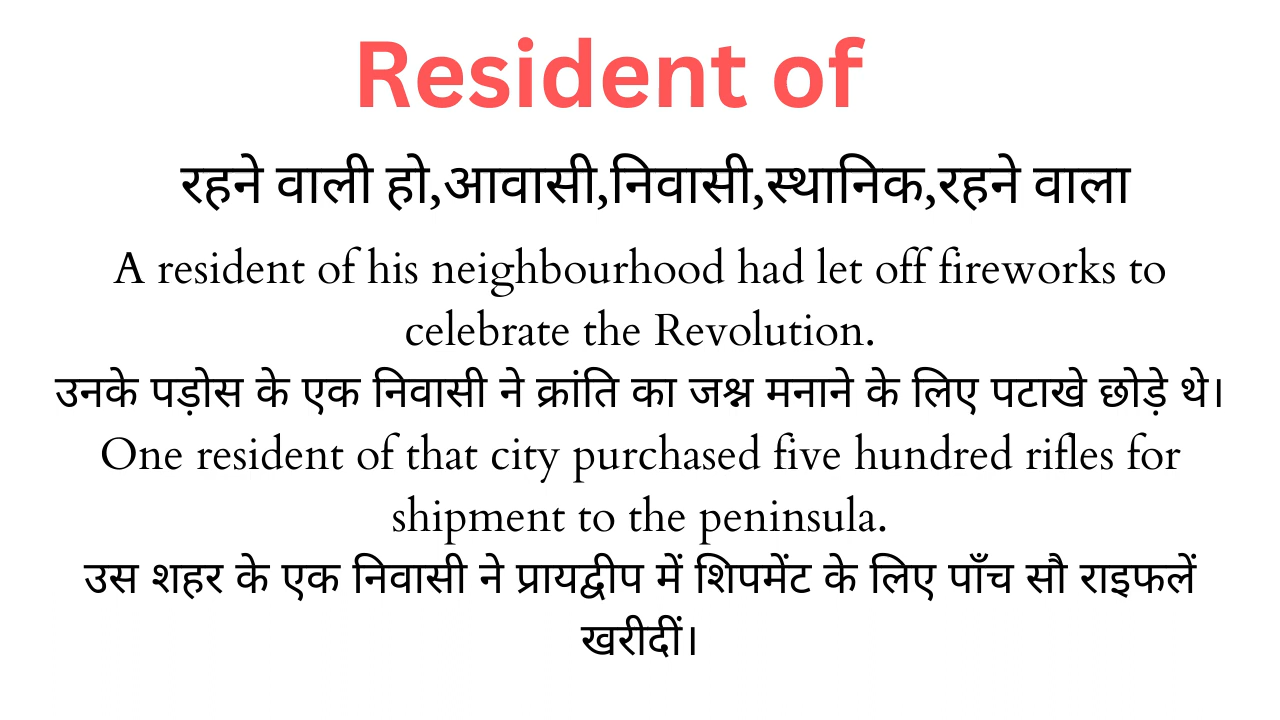 Resident of
रहने वाली हो,आवासी,निवासी,स्थानिक,रहने वाला
A resident of his neighbourhood had let off fireworks to
celebrate the Revolution.
उनके पड़ोस के एक निवासी ने क्रांति का जश्न मनाने के लिए पटाखे छोड़े थे।
One resident of that city purchased five hundred rifles for
shipment to the peninsula.
उस शहर के एक निवासी ने प्रायद्वीप में शिपमेंट के लिए पाँच सौ राइफलें
खरीदीं।